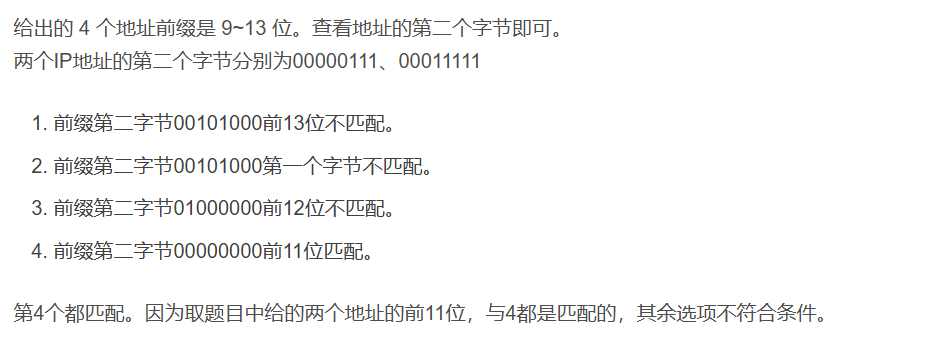 给出的 4 个地址前缀是 9~13 位。查看地址的第二个字节即可。
两个IP地址的第二个字节分别为00000111、00011111
1. 前缀第二字节00101000前13位不匹配。
2. 前缀第二字节00101000第一个字节不匹配。
3. 前缀第二字节01000000前12位不匹配。
4. 前缀第二字节00000000前11位匹配。
第4个都匹配。因为取题目中给的两个地址的前11位，与4都是匹配的，其余选项不符合条件。